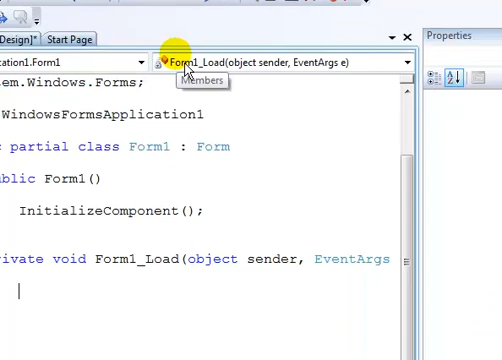 Design]* Start Page
Properties
cation1.Form1 Form1_Load(object sender, EventArgs e)
Members
em.Windows.Forms;
WindowsFormsApplication1
c partial class Form1 : Form
ublic Form1()
InitializeComponent();
rivate void Form1_Load(object sender, EventArgs